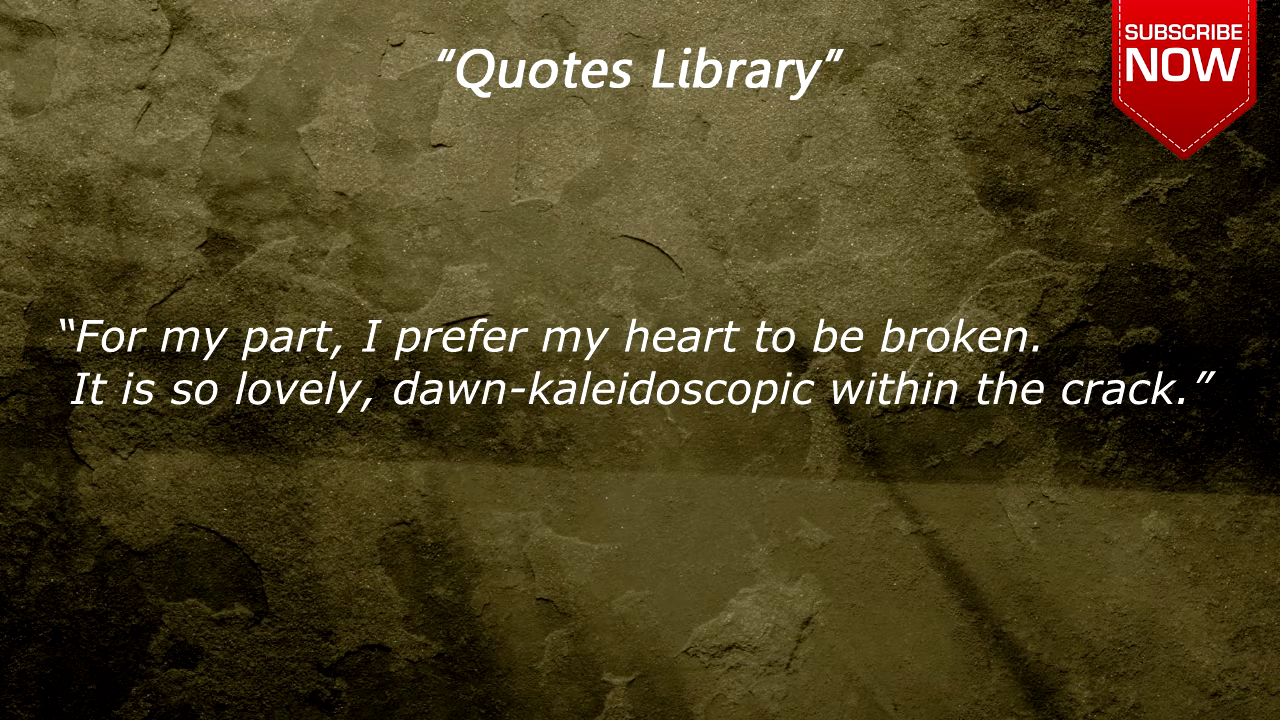 “Quotes Library”
SUBSCRIBE
NOW
“For my part, I prefer my heart to be broken.
It is so lovely, dawn-kaleidoscopic within the crack.”